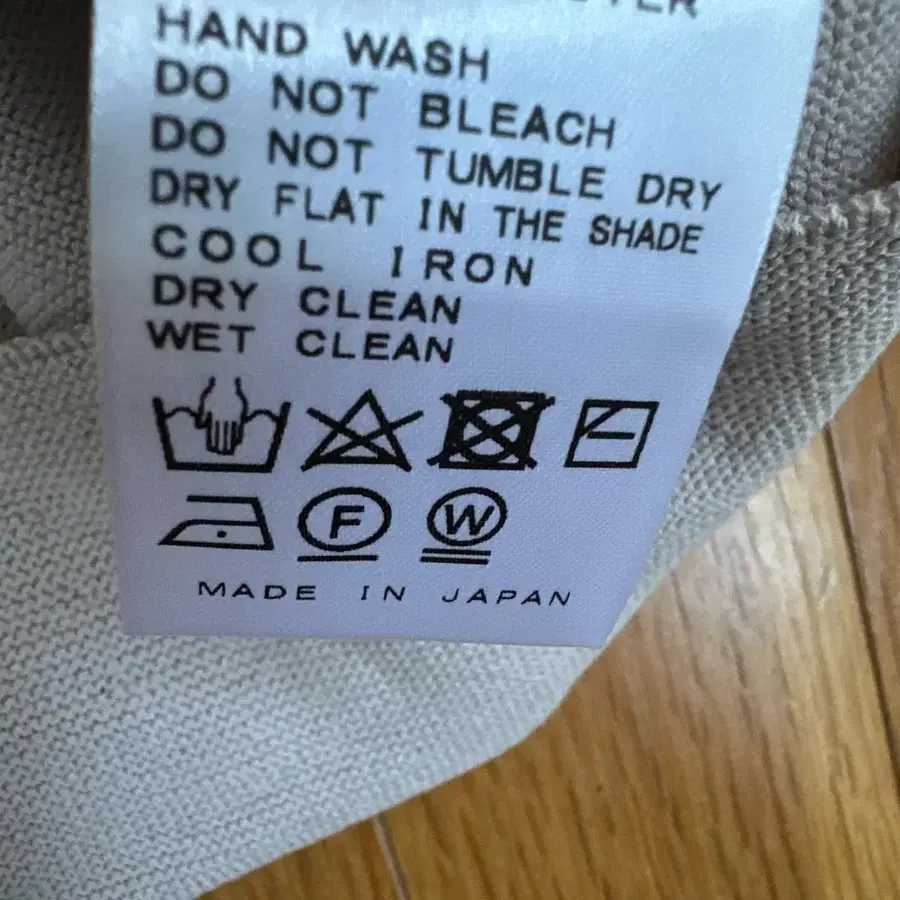 HAND WASH
DO NOT BLEACH
DO NOT TUMBLE DRY
DRY FLAT IN THE SHADE
COOL IRON
DRY CLEAN
WET CLEAN
F W
MADE IN JAPAN